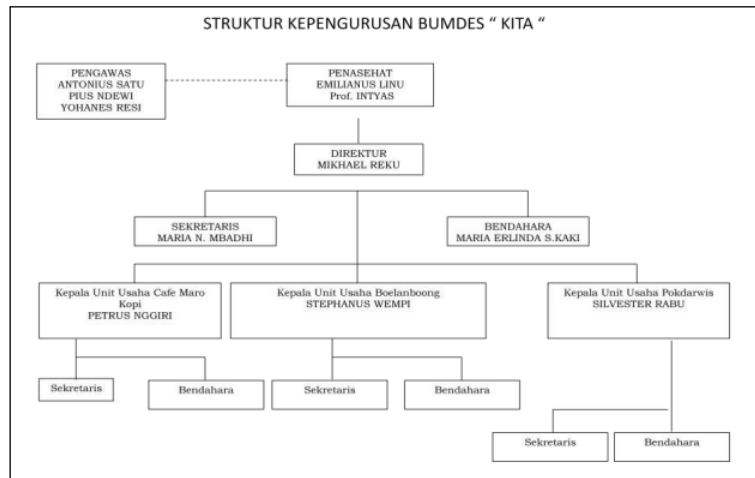 STRUKTUR KEPENGURUSAN BUMDES “ KITA “
PENGAWAS
ANTONIUS SATU
PIUS NDEWI
YOHANES RESI
PENASEHAT
EMILIANUS LINU
Prof. INTYAS
DIREKTUR
MIKHAEL REKU
SEKRETARIS
MARIA N. MBADHI
BENDAHARA
MARIA ERLINDA S.KAKI
Kepala Unit Usaha Cafe Maro
Kopi
PETRUS NGGIRI
Kepala Unit Usaha Boelanboong
STEPHANUS WEMPI
Kepala Unit Usaha Pokdarwis
SILVESTER RABU
Sekretaris
Bendahara
Sekretaris
Bendahara
Sekretaris
Bendahara